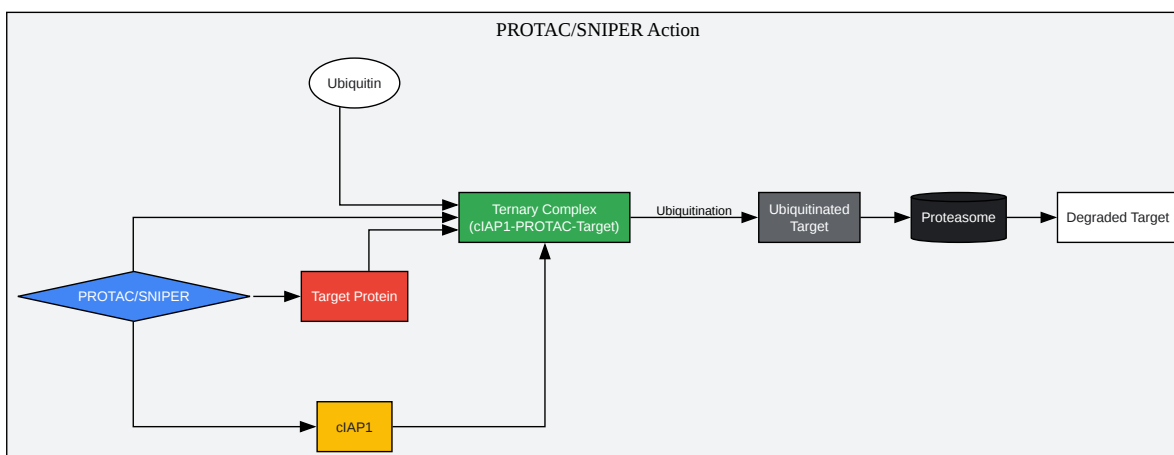 PROTAC/SNIPER Action
Ubiquitin
Ternary Complex
(cIAP1-PROTAC-Target)
Ubiquitination
Ubiquitinated
Target
Proteasome
Degraded Target
PROTAC/SNIPER
Target Protein
cIAP1